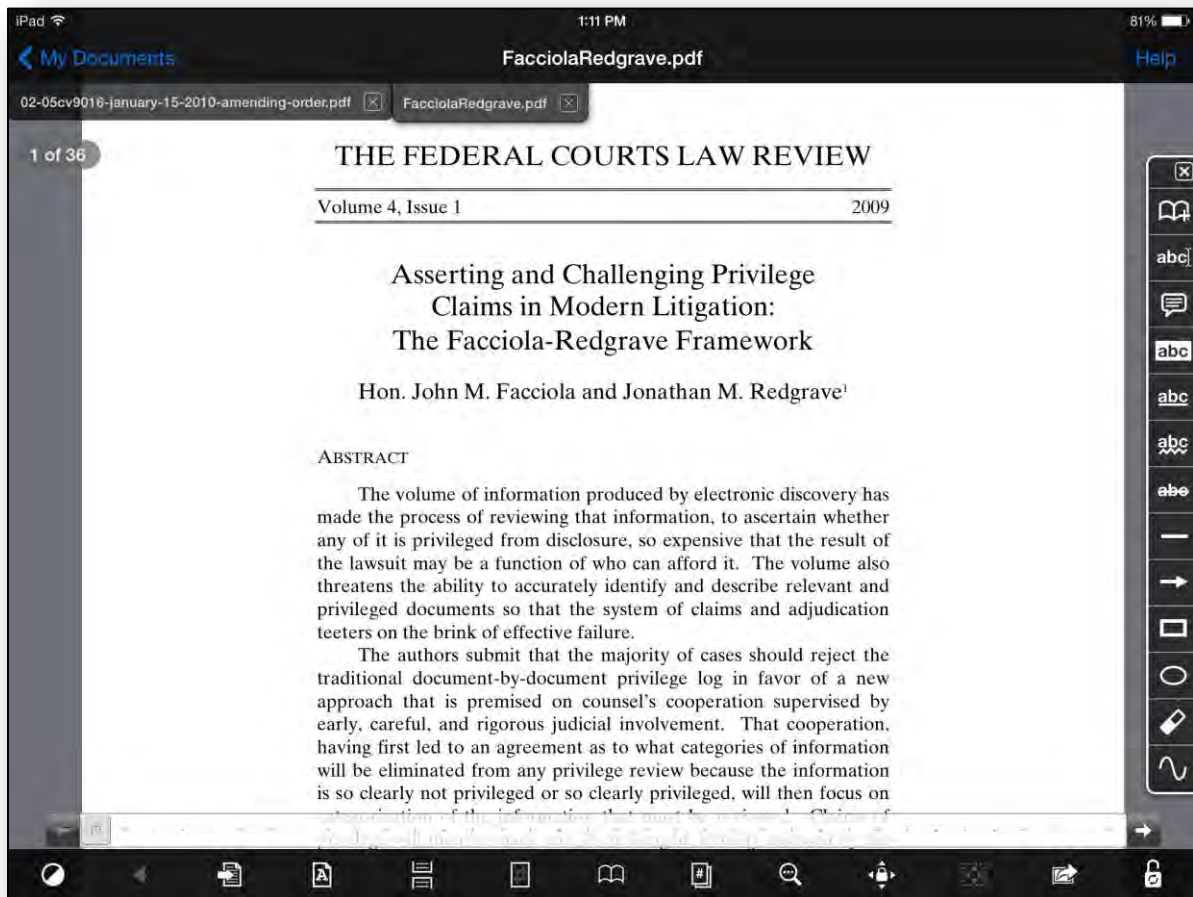 iPad 1:11 PM 81%
My Documents FacciolaRedgrave.pdf Help
02-05cv9016-january-15-2010-amending-order.pdf FacciolaRedgrave.pdf
1 of 36
THE FEDERAL COURTS LAW REVIEW
Volume 4, Issue 1 2009
Asserting and Challenging Privilege
Claims in Modern Litigation:
The Facciola-Redgrave Framework
Hon. John M. Facciola and Jonathan M. Redgrave¹
ABSTRACT
The volume of information produced by electronic discovery has
made the process of reviewing that information, to ascertain whether
any of it is privileged from disclosure, so expensive that the result of
the lawsuit may be a function of who can afford it. The volume also
threatens the ability to accurately identify and describe relevant and
privileged documents so that the system of claims and adjudication
teeters on the brink of effective failure.
The authors submit that the majority of cases should reject the
traditional document-by-document privilege log in favor of a new
approach that is premised on counsel's cooperation supervised by
early, careful, and rigorous judicial involvement. That cooperation,
having first led to an agreement as to what categories of information
will be eliminated from any privilege review because the information
is so clearly not privileged or so clearly privileged, will then focus on
abc
abc
abc
abc
abc
A
#